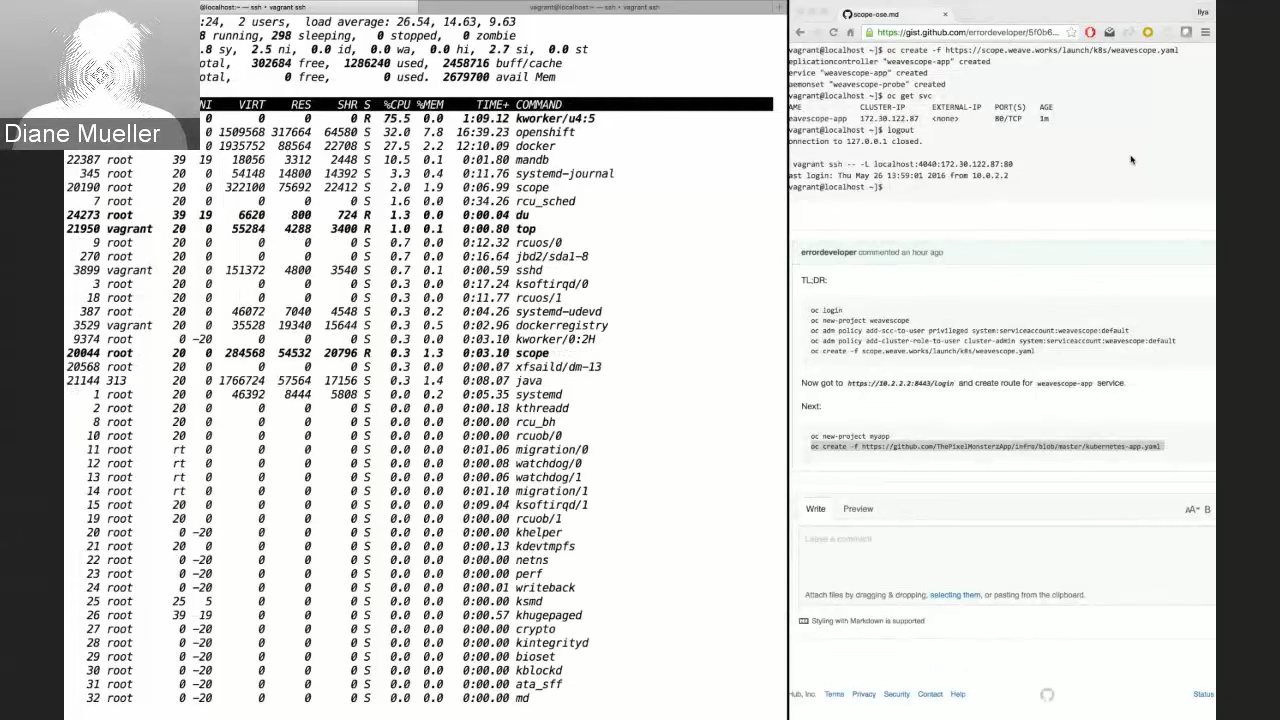 @localhost:~ — ssh • vagrant ssh
vagrant@localhost:~ — ssh • vagrant ssh
:24, 2 users, load average: 26.54, 14.63, 9.63
running, 298 sleeping, 0 stopped, 0 zombie
.8 sy, 2.5 ni, 0.0 id, 0.0 wa, 0.0 hi, 2.7 si, 0.0 st
total, 302684 free, 1286240 used. 2458716 buff/cache
total, 0 free, 0 used. 2679700 avail Mem
Diane Mueller
NI VIRT RES SHR S %CPU %MEM TIME+ COMMAND
0 0 0 0 R 75.5 0.0 1:09.12 kworker/u4:5
0 1509568 317664 64580 S 32.0 7.8 16:39.23 openshift
0 1935752 88564 22708 S 27.5 2.2 12:10.09 docker
22387 root 39 19 18056 3312 2448 S 10.5 0.1 0:01.80 mandb
345 root 20 0 54148 14800 14392 S 3.3 0.4 0:11.76 systemd-journal
20190 root 20 0 322100 75692 22412 S 2.0 1.9 0:06.99 scope
7 root 20 0 0 0 0 S 1.6 0.0 0:34.26 rcu_sched
24273 root 39 19 6620 800 724 R 1.3 0.0 0:00.04 du
21950 vagrant 20 0 55284 4288 3400 R 1.0 0.1 0:00.80 top
9 root 20 0 0 0 0 S 0.7 0.0 0:12.32 rcuos/0
270 root 20 0 0 0 0 S 0.7 0.0 0:16.64 jbd2/sda1-8
3899 vagrant 20 0 151372 4800 3540 S 0.7 0.1 0:00.59 sshd
3 root 20 0 0 0 0 S 0.3 0.0 0:17.24 ksoftirqd/0
18 root 20 0 0 0 0 S 0.3 0.0 0:11.77 rcuos/1
387 root 20 0 46072 7040 4548 S 0.3 0.2 0:04.26 systemd-udevd
3529 vagrant 20 0 35528 19340 15644 S 0.3 0.5 0:02.96 dockerregistry
9374 root 0 -20 0 0 0 S 0.3 0.0 0:03.10 kworker/0:2H
20044 root 20 0 284568 54532 20796 R 0.3 1.3 0:03.10 scope
20568 root 20 0 0 0 0 S 0.3 0.0 0:00.07 xfsaild/dm-13
21144 313 20 0 1766724 57564 17156 S 0.3 1.4 0:08.07 java
1 root 20 0 46392 8444 5808 S 0.0 0.2 0:05.35 systemd
2 root 20 0 0 0 0 S 0.0 0.0 0:00.18 kthreadd
8 root 20 0 0 0 0 S 0.0 0.0 0:00.00 rcu_bh
10 root 20 0 0 0 0 S 0.0 0.0 0:00.00 rcuob/0
11 root rt 0 0 0 0 S 0.0 0.0 0:01.06 migration/0
12 root rt 0 0 0 0 S 0.0 0.0 0:00.08 watchdog/0
13 root rt 0 0 0 0 S 0.0 0.0 0:00.06 watchdog/1
14 root rt 0 0 0 0 S 0.0 0.0 0:01.10 migration/1
15 root 20 0 0 0 0 S 0.0 0.0 0:09.04 ksoftirqd/1
19 root 20 0 0 0 0 S 0.0 0.0 0:00.00 rcuob/1
20 root 0 -20 0 0 0 S 0.0 0.0 0:00.00 khelper
21 root 20 0 0 0 0 S 0.0 0.0 0:00.13 kdevtmpfs
22 root 0 -20 0 0 0 S 0.0 0.0 0:00.00 netns
23 root 0 -20 0 0 0 S 0.0 0.0 0:00.00 perf
24 root 0 -20 0 0 0 S 0.0 0.0 0:00.01 writeback
25 root 25 5 0 0 0 S 0.0 0.0 0:00.00 ksmd
26 root 39 19 0 0 0 S 0.0 0.0 0:00.57 khugepaged
27 root 0 -20 0 0 0 S 0.0 0.0 0:00.00 crypto
28 root 0 -20 0 0 0 S 0.0 0.0 0:00.00 kintegrityd
29 root 0 -20 0 0 0 S 0.0 0.0 0:00.00 bioset
30 root 0 -20 0 0 0 S 0.0 0.0 0:00.00 kblockd
31 root 0 -20 0 0 0 S 0.0 0.0 0:00.00 ata_sff
32 root 0 -20 0 0 0 S 0.0 0.0 0:00.00 md
Ilya
scope-ose.md
https://gist.github.com/errordeveloper/5f0b6...
vagrant@localhost ~]$ oc create -f https://scope.weave.works/launch/k8s/weavescope.yaml
eplicationcontroller "weavescope-app" created
ervice "weavescope-app" created
aemonset "weavescope-probe" created
vagrant@localhost ~]$ oc get svc
AME CLUSTER-IP EXTERNAL-IP PORT(S) AGE
eavescope-app 172.30.122.87 <none> 80/TCP 1m
vagrant@localhost ~]$ logout
onnection to 127.0.0.1 closed.
vagrant ssh -- -L localhost:4040:172.30.122.87:80
ast login: Thu May 26 13:59:01 2016 from 10.0.2.2
vagrant@localhost ~]$
errordeveloper commented an hour ago
TL;DR:
oc login
oc new-project weavescope
oc adm policy add-scc-to-user privileged system:serviceaccount:weavescope:default
oc adm policy add-cluster-role-to-user cluster-admin system:serviceaccount:weavescope:default
oc create -f scope.weave.works/launch/k8s/weavescope.yaml
Now got to https://10.2.2.2:8443/login and create route for weavescope-app service.
Next:
oc new-project myapp
oc create -f https://github.com/ThePixelMonsterzApp/infra/blob/master/kubernetes-app.yaml
Write Preview AA B
Leave a comment
Attach files by dragging & dropping, selecting them, or pasting from the clipboard.
Styling with Markdown is supported
Hub, Inc. Terms Privacy Security Contact Help Status